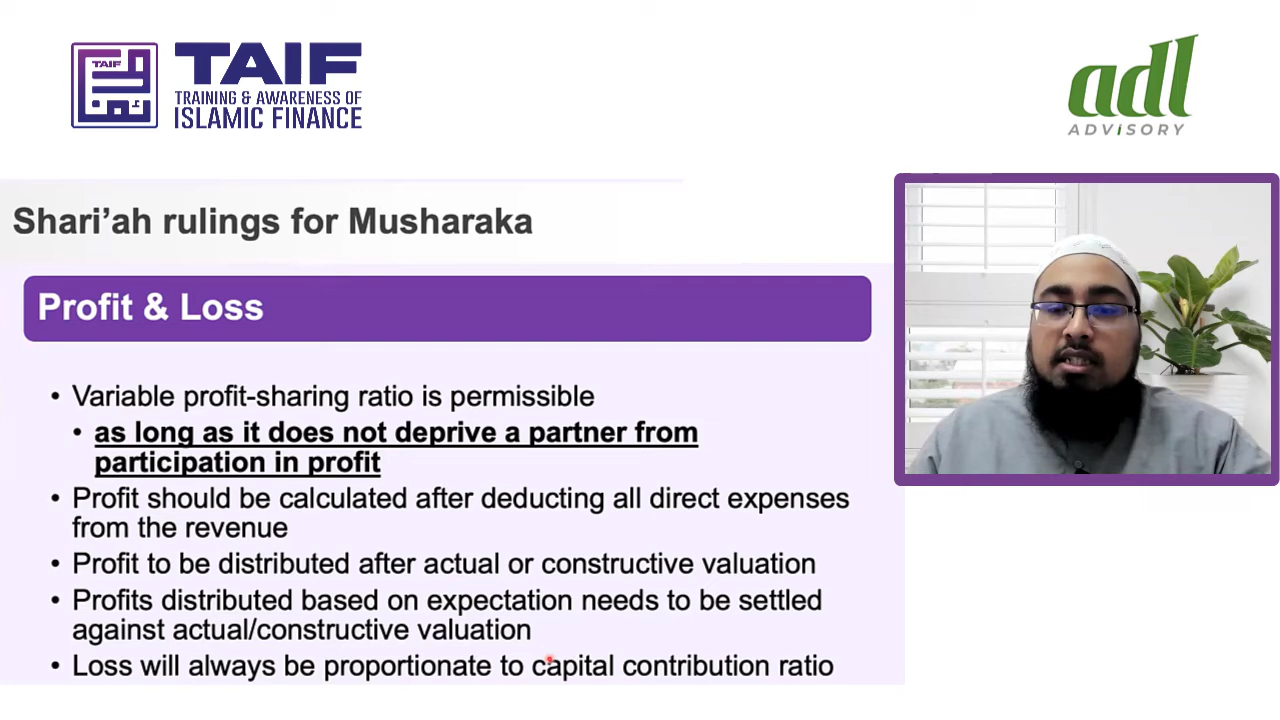 TAIF
TAIF
TRAINING & AWARENESS OF
ISLAMIC FINANCE
adl
ADViSORY
Shari’ah rulings for Musharaka
Profit & Loss
• Variable profit-sharing ratio is permissible
• as long as it does not deprive a partner from
participation in profit
• Profit should be calculated after deducting all direct expenses
from the revenue
• Profit to be distributed after actual or constructive valuation
• Profits distributed based on expectation needs to be settled
against actual/constructive valuation
• Loss will always be proportionate to capital contribution ratio